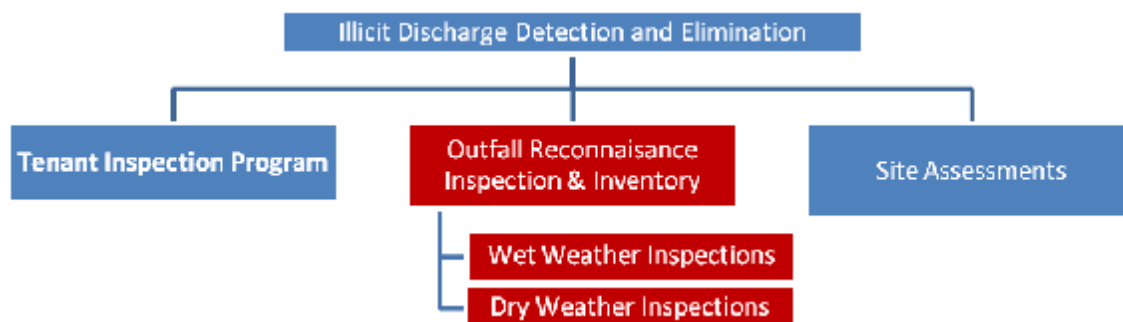 Illicit Discharge Detection and Elimination
Tenant Inspection Program
Outfall Reconnaisance
Inspection & Inventory
Site Assessments
Wet Weather Inspections
Dry Weather Inspections